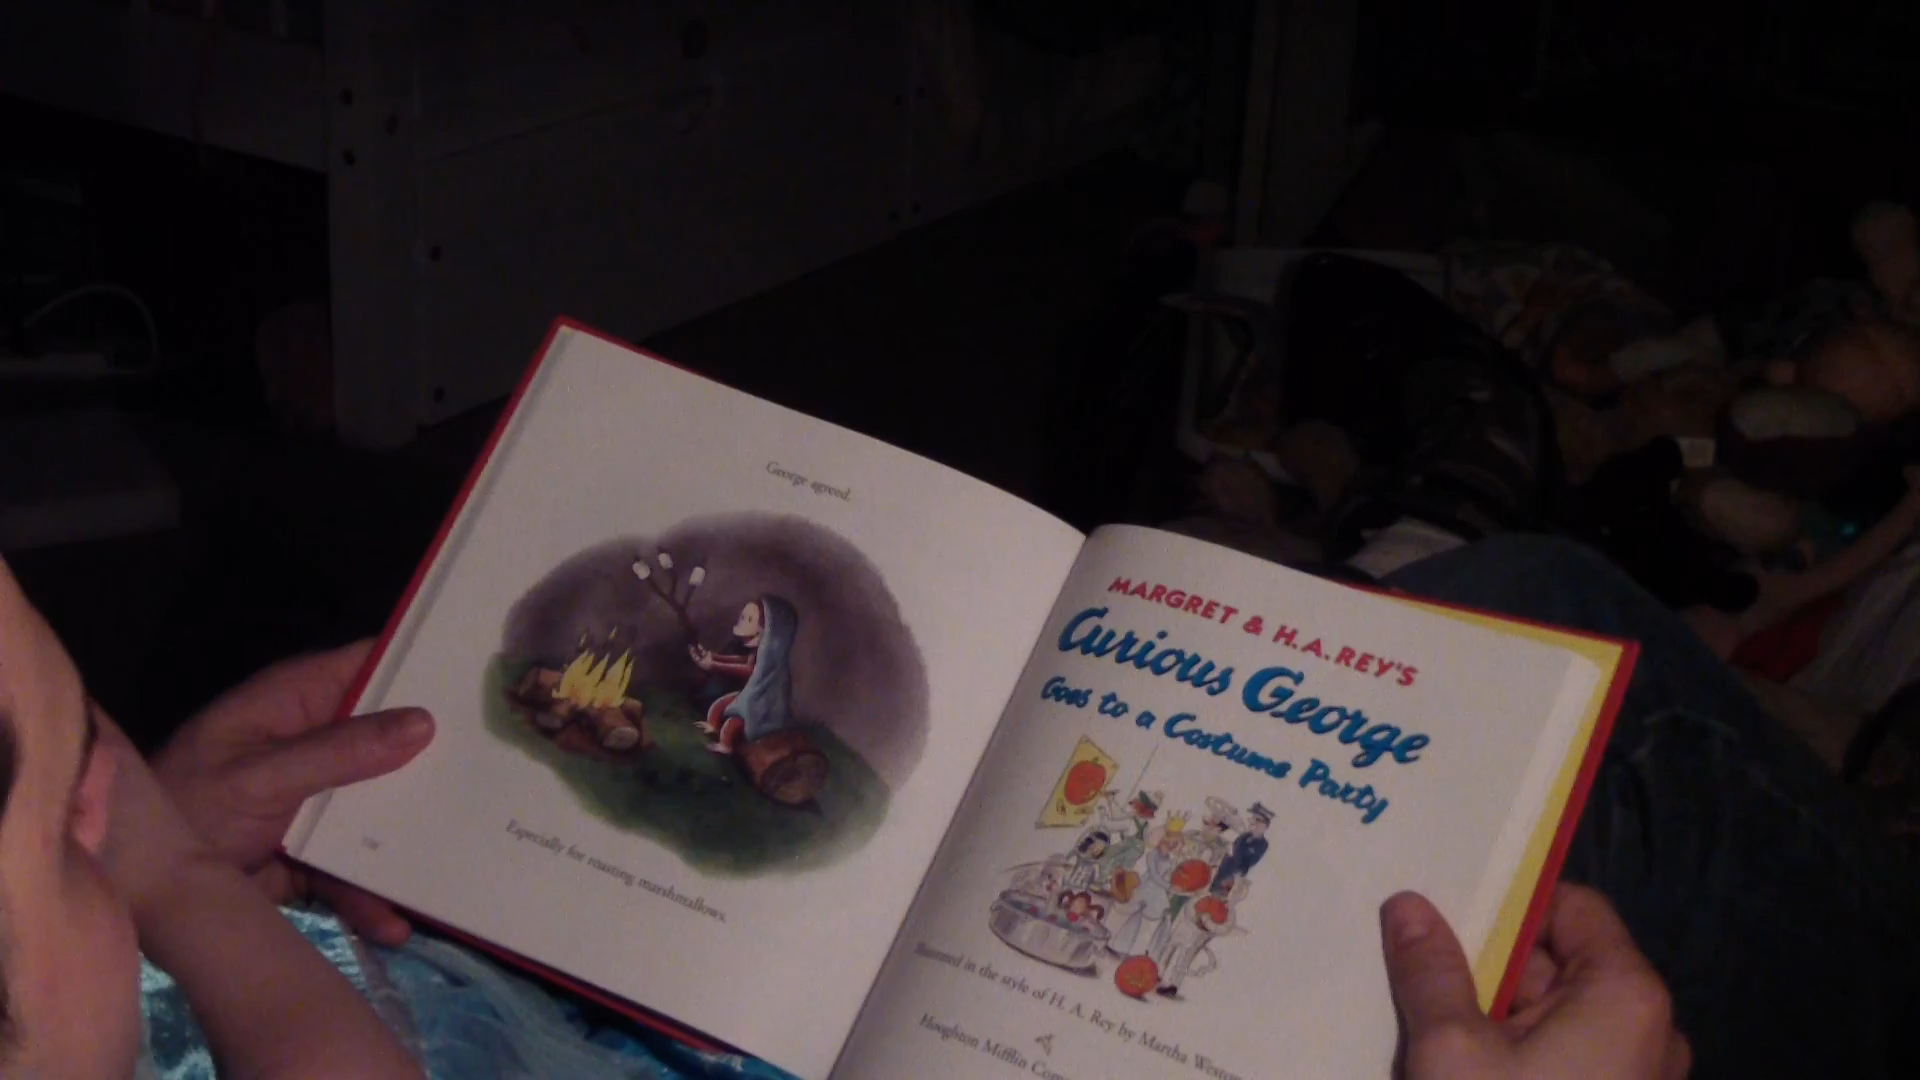 George agreed.
Especially for roasting marshmallows.
MARGRET & H.A.REY'S
Curious George
Goes to a Costume Party
Illustrated in the style of H. A. Rey by Martha Weston
Houghton Mifflin